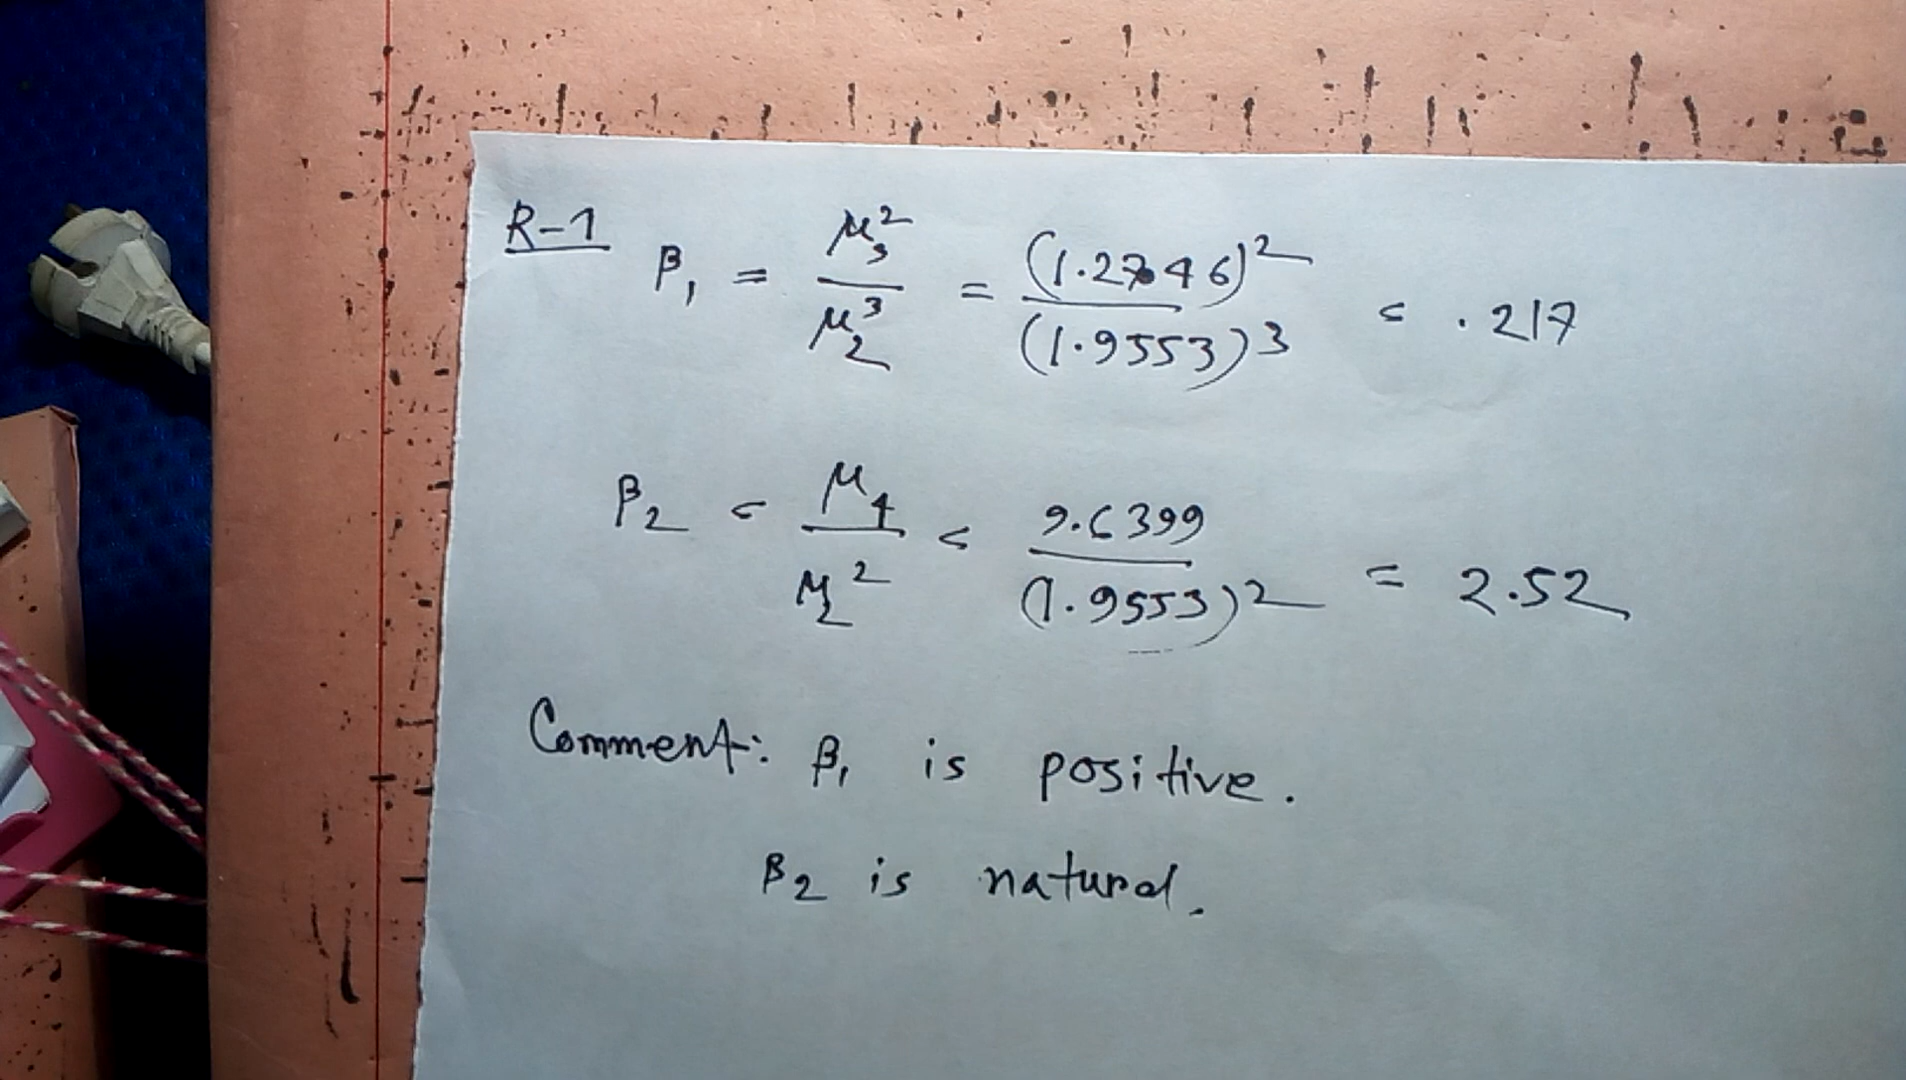 R-1
β₁ = μ₃² / μ₂³ = (1.2746)² / (1.9553)³ = .217
β₂ = μ₄ / μ₂² = 9.6399 / (1.9553)² = 2.52
Comment: β₁ is positive.
β₂ is natural.